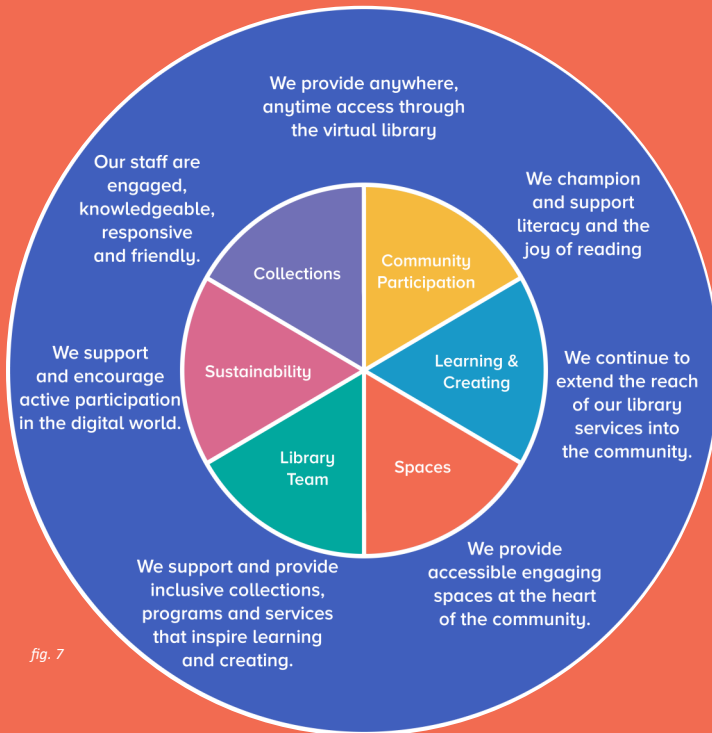 We provide anywhere,
anytime access through
the virtual library
We champion
and support
literacy and the
joy of reading
We continue to
extend the reach
of our library
services into
the community.
We provide
accessible engaging
spaces at the heart
of the community.
We support and provide
inclusive collections,
programs and services
that inspire learning
and creating.
We support
and encourage
active participation
in the digital world.
Our staff are
engaged,
knowledgeable,
responsive
and friendly.
Community
Participation
Learning &
Creating
Spaces
Library
Team
Sustainability
Collections
fig. 7